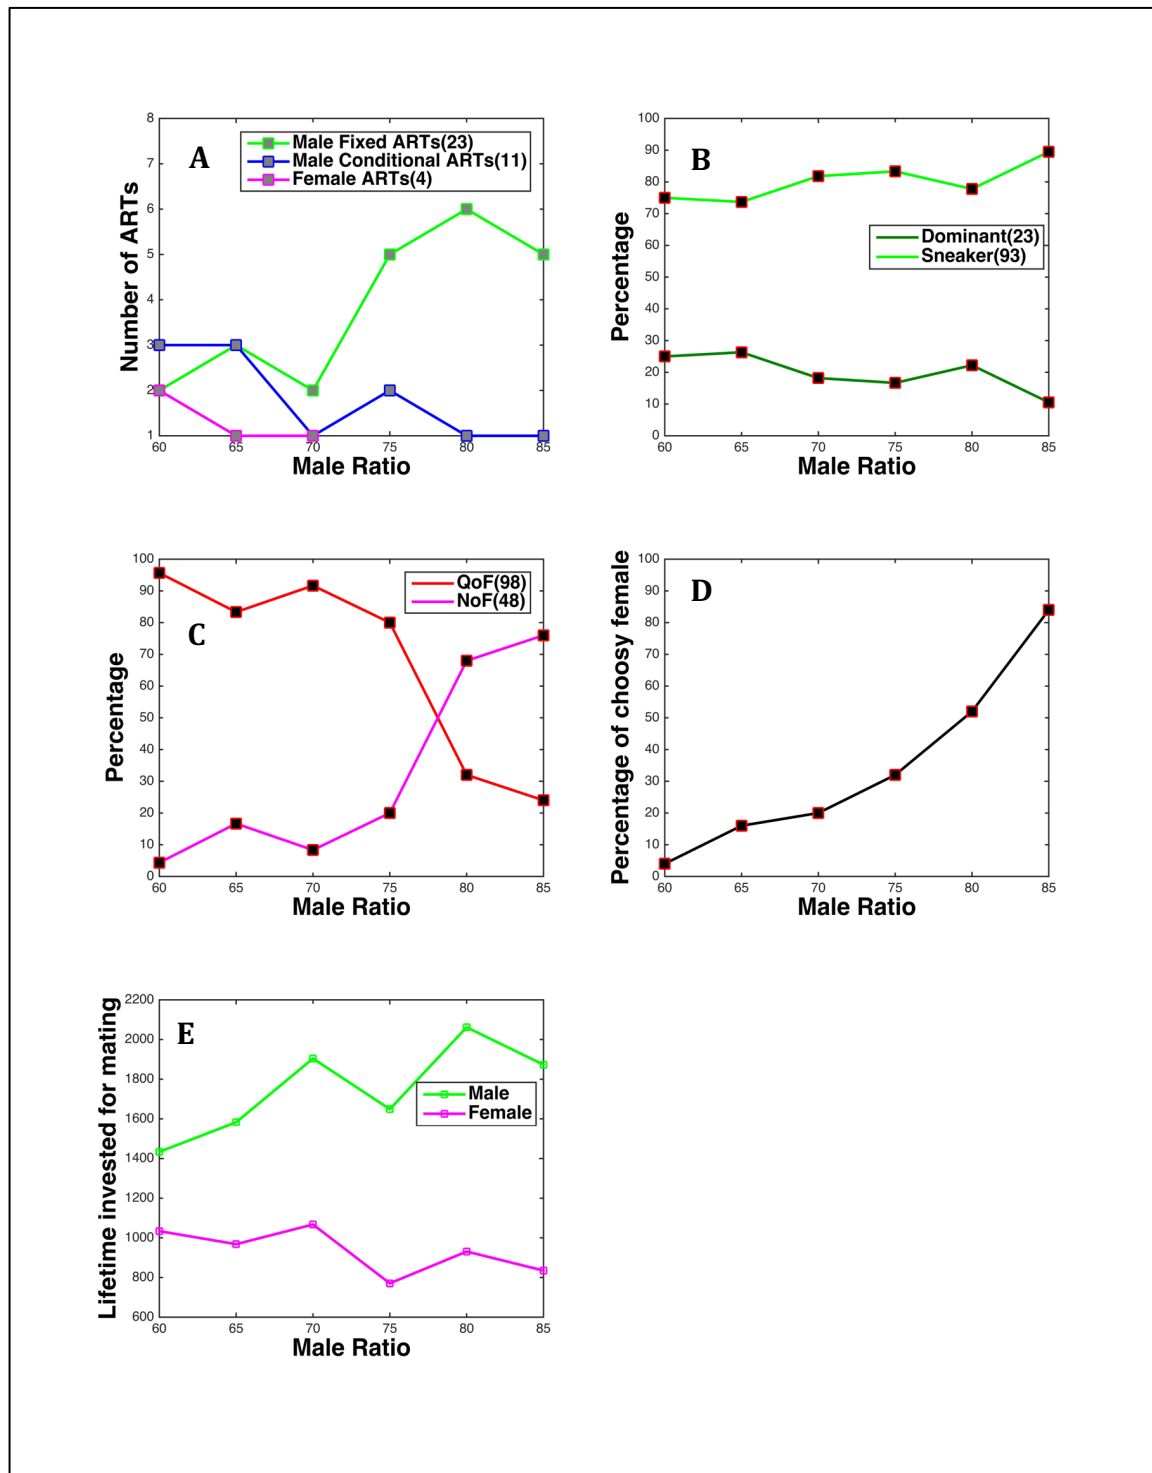 A
Male Fixed ARTs(23)
Male Conditional ARTs(11)
Female ARTs(4)
Number of ARTs
8
7
6
5
4
3
2
1
60 65 70 75 80 85
Male Ratio
B
Dominant(23)
Sneaker(93)
Percentage
100
90
80
70
60
50
40
30
20
10
0
60 65 70 75 80 85
Male Ratio
C
QoF(98)
NoF(48)
Percentage
100
90
80
70
60
50
40
30
20
10
0
60 65 70 75 80 85
Male Ratio
D
Percentage of choosy female
100
90
80
70
60
50
40
30
20
10
0
60 65 70 75 80 85
Male Ratio
E
Male
Female
Lifetime invested for mating
2200
2000
1800
1600
1400
1200
1000
800
600
60 65 70 75 80 85
Male Ratio